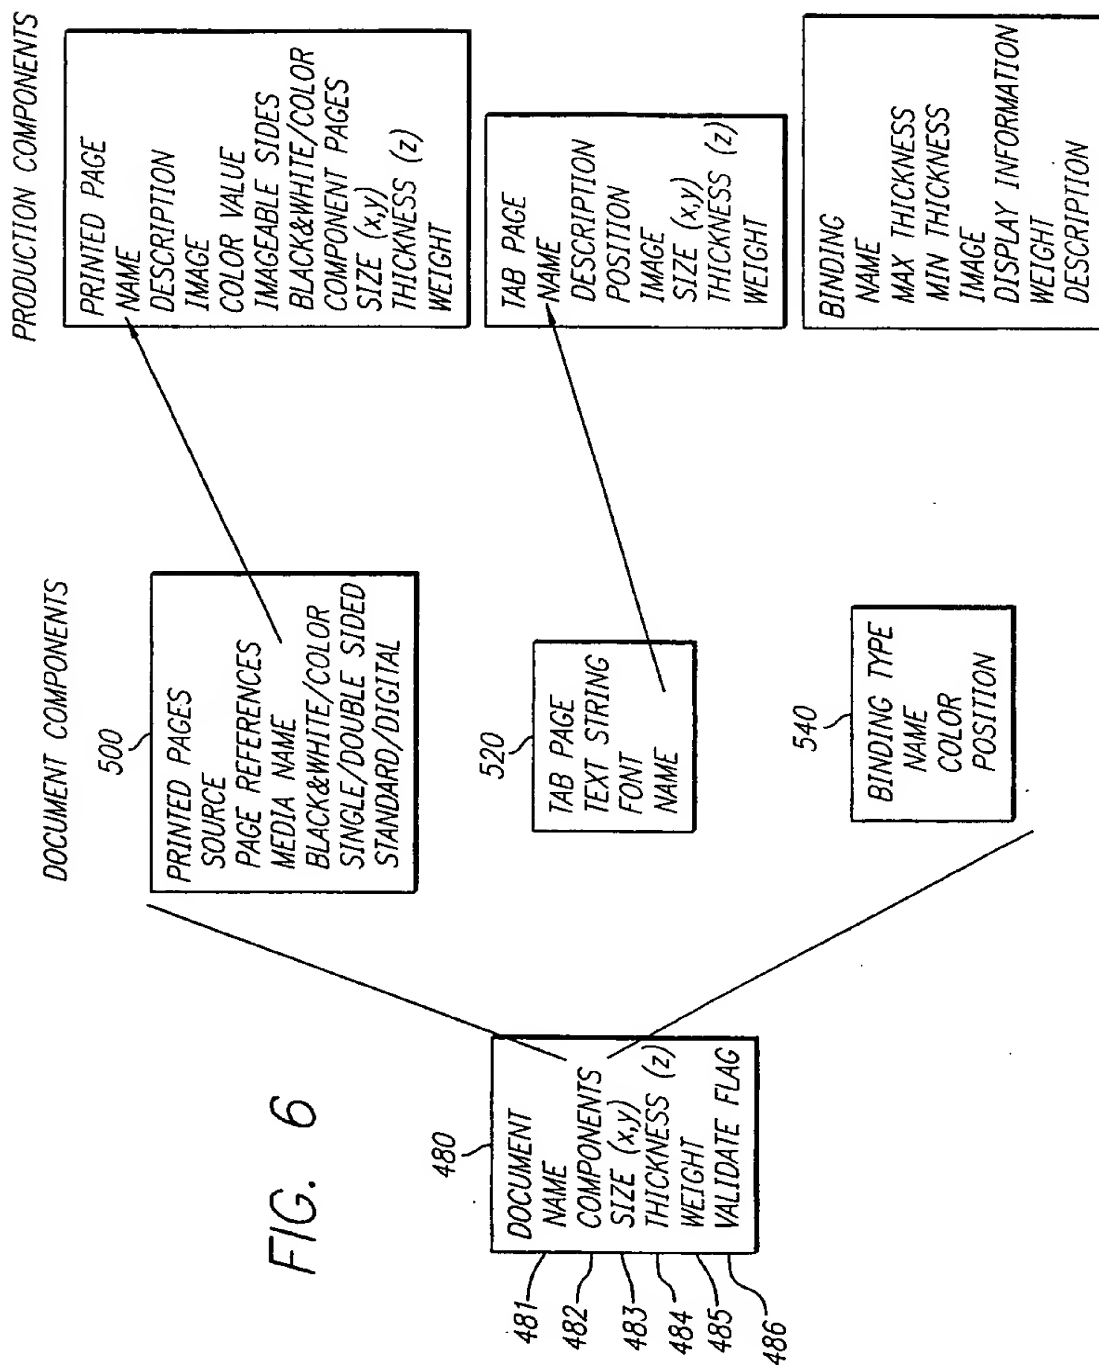 FIG. 6
480
DOCUMENT
481
NAME
482
COMPONENTS
483
SIZE (x,y)
484
THICKNESS (z)
485
WEIGHT
486
VALIDATE FLAG
DOCUMENT COMPONENTS
500
PRINTED PAGES
SOURCE
PAGE REFERENCES
MEDIA NAME
BLACK&WHITE/COLOR
SINGLE/DOUBLE SIDED
STANDARD/DIGITAL
520
TAB PAGE
TEXT STRING
FONT
NAME
540
BINDING TYPE
NAME
COLOR
POSITION
PRODUCTION COMPONENTS
PRINTED PAGE
NAME
DESCRIPTION
IMAGE
COLOR VALUE
IMAGEABLE SIDES
BLACK&WHITE/COLOR
COMPONENT PAGES
SIZE (x,y)
THICKNESS (z)
WEIGHT
TAB PAGE
NAME
DESCRIPTION
POSITION
IMAGE
SIZE (x,y)
THICKNESS (z)
WEIGHT
BINDING
NAME
MAX THICKNESS
MIN THICKNESS
IMAGE
DISPLAY INFORMATION
WEIGHT
DESCRIPTION